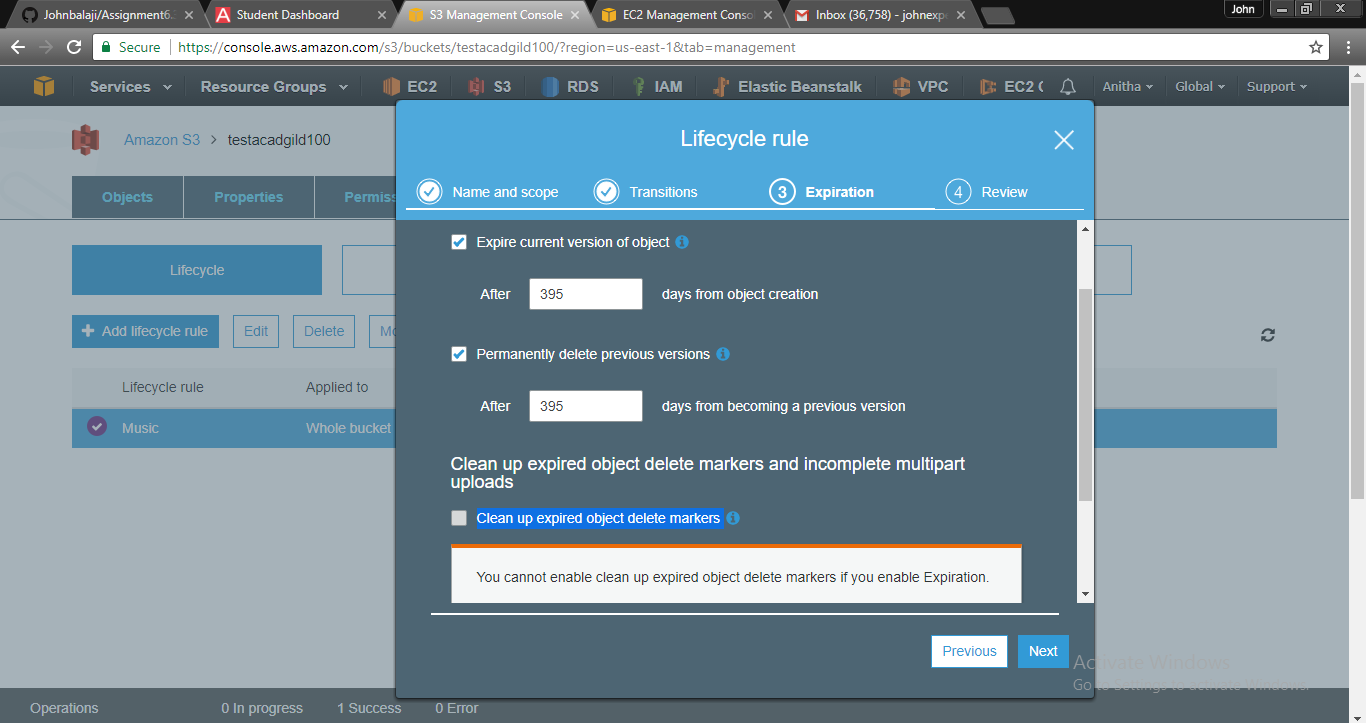 Johnbalaji/Assignment6.
Student Dashboard
S3 Management Console
EC2 Management Conso
Inbox (36,758) - johnexpe
John
Secure
https://console.aws.amazon.com/s3/buckets/testacadgild100/?region=us-east-1&tab=management
Services
Resource Groups
EC2
S3
RDS
IAM
Elastic Beanstalk
VPC
EC2 (
Anitha
Global
Support
Amazon S3 > testacadgild100
Objects
Properties
Permiss
Lifecycle
+ Add lifecycle rule
Edit
Delete
Mo
Lifecycle rule
Applied to
Music
Whole bucket
Lifecycle rule
Name and scope
Transitions
3 Expiration
4 Review
Expire current version of object
After 395 days from object creation
Permanently delete previous versions
After 395 days from becoming a previous version
Clean up expired object delete markers and incomplete multipart
uploads
Clean up expired object delete markers
You cannot enable clean up expired object delete markers if you enable Expiration.
Previous
Next
Activate Windows
Go to Settings to activate Windows.
Operations
0 In progress
1 Success
0 Error